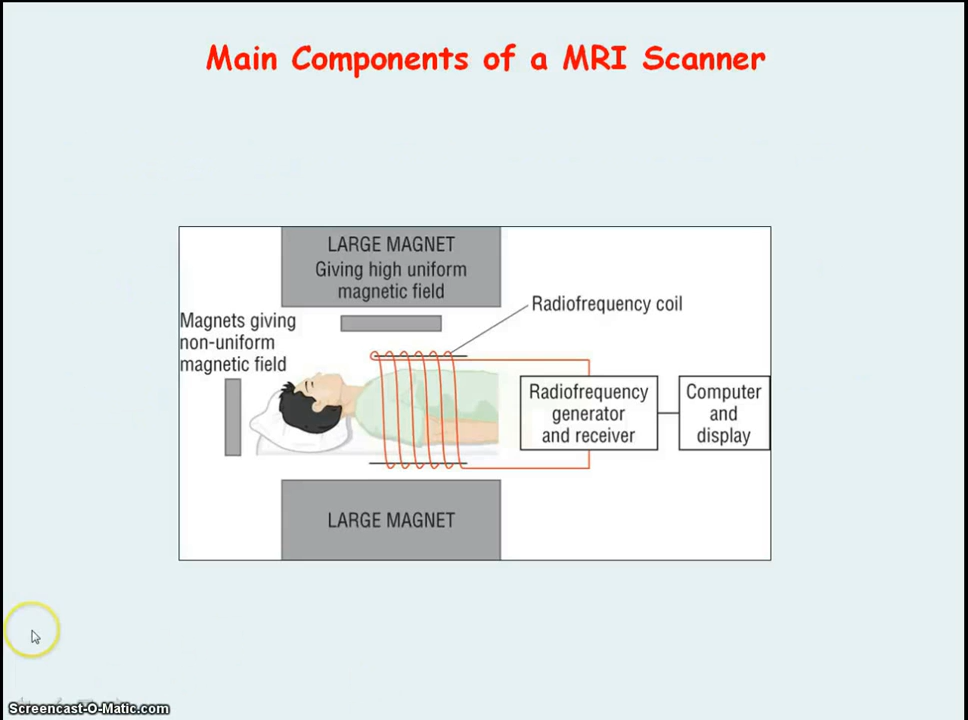 Main Components of a MRI Scanner
LARGE MAGNET
Giving high uniform
magnetic field
Radiofrequency coil
Magnets giving
non-uniform
magnetic field
Radiofrequency
generator
and receiver
Computer
and
display
LARGE MAGNET
Screencast-O-Matic.com